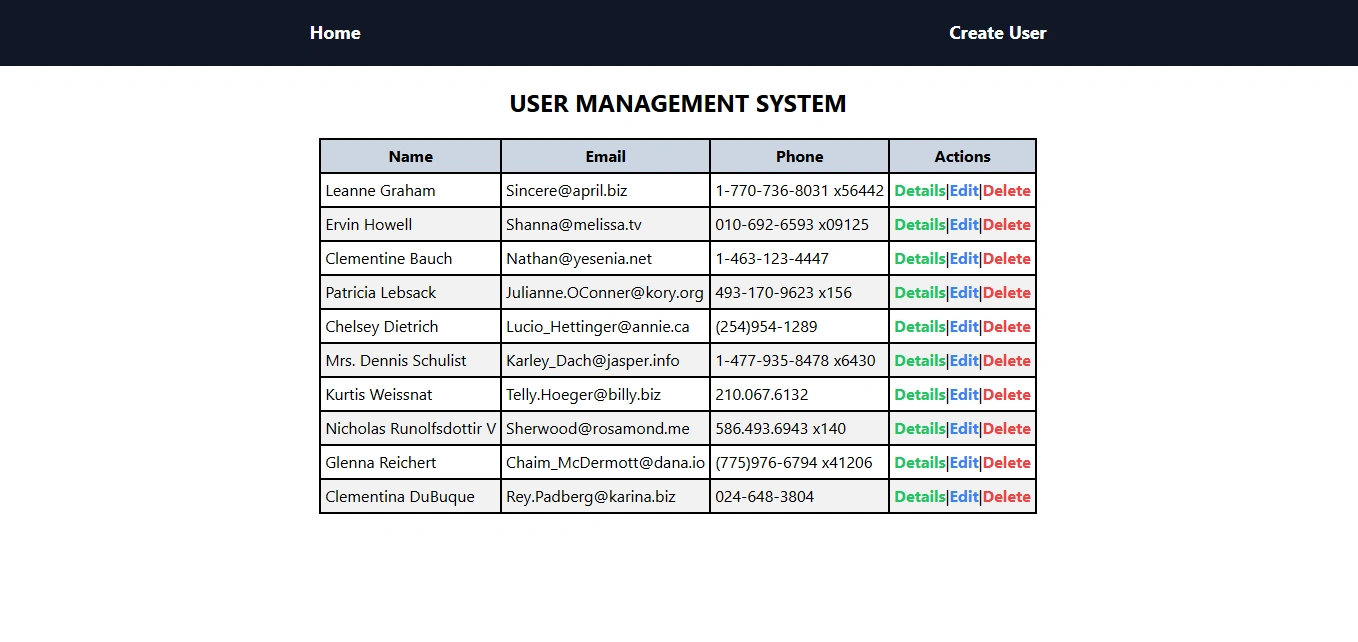 Home Create User
USER MANAGEMENT SYSTEM
Name Email Phone Actions
Leanne Graham Sincere@april.biz 1-770-736-8031 x56442 Details|Edit|Delete
Ervin Howell Shanna@melissa.tv 010-692-6593 x09125 Details|Edit|Delete
Clementine Bauch Nathan@yesenia.net 1-463-123-4447 Details|Edit|Delete
Patricia Lebsack Julianne.OConner@kory.org 493-170-9623 x156 Details|Edit|Delete
Chelsey Dietrich Lucio_Hettinger@annie.ca (254)954-1289 Details|Edit|Delete
Mrs. Dennis Schulist Karley_Dach@jasper.info 1-477-935-8478 x6430 Details|Edit|Delete
Kurtis Weissnat Telly.Hoeger@billy.biz 210.067.6132 Details|Edit|Delete
Nicholas Runolfsdottir V Sherwood@rosamond.me 586.493.6943 x140 Details|Edit|Delete
Glenna Reichert Chaim_McDermott@dana.io (775)976-6794 x41206 Details|Edit|Delete
Clementina DuBuque Rey.Padberg@karina.biz 024-648-3804 Details|Edit|Delete